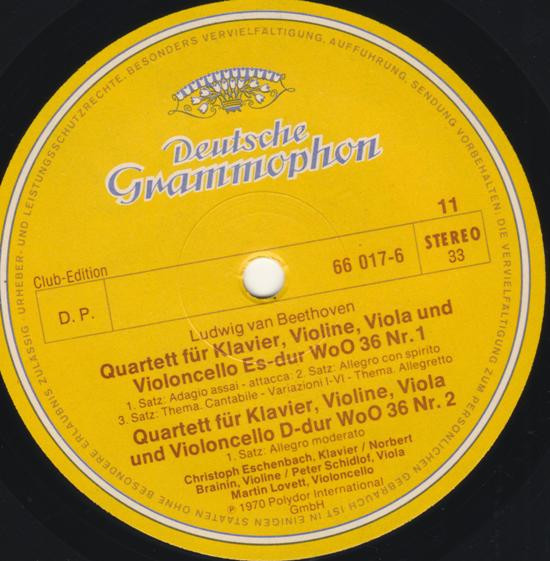 URHEBER- UND LEISTUNGSSCHUTZRECHTE, BESONDERS VERVIELFÄLTIGUNG, AUFFÜHRUNG, SENDUNG VORBEHALTEN; DIE VERVIELFÄLTIGUNG ZUM PERSÖNLICHEN GEBRAUCH IST IN EINIGEN STAATEN OHNE BESONDERE ERLAUBNIS ZULÄSSIG -
Deutsche
Grammophon
11
Club-Edition
D. P.
66 017-6
STEREO
33
Ludwig van Beethoven
Quartett für Klavier, Violine, Viola und
Violoncello Es-dur WoO 36 Nr. 1
1. Satz: Adagio assai - attacca: 2. Satz: Allegro con spirito
3. Satz: Thema. Cantabile - Variazioni I-VI - Thema. Allegretto
Quartett für Klavier, Violine, Viola
und Violoncello D-dur WoO 36 Nr. 2
1. Satz: Allegro moderato
Christoph Eschenbach, Klavier / Norbert
Brainin, Violine / Peter Schidlof, Viola
Martin Lovett, Violoncello
℗ 1970 Polydor International
GmbH